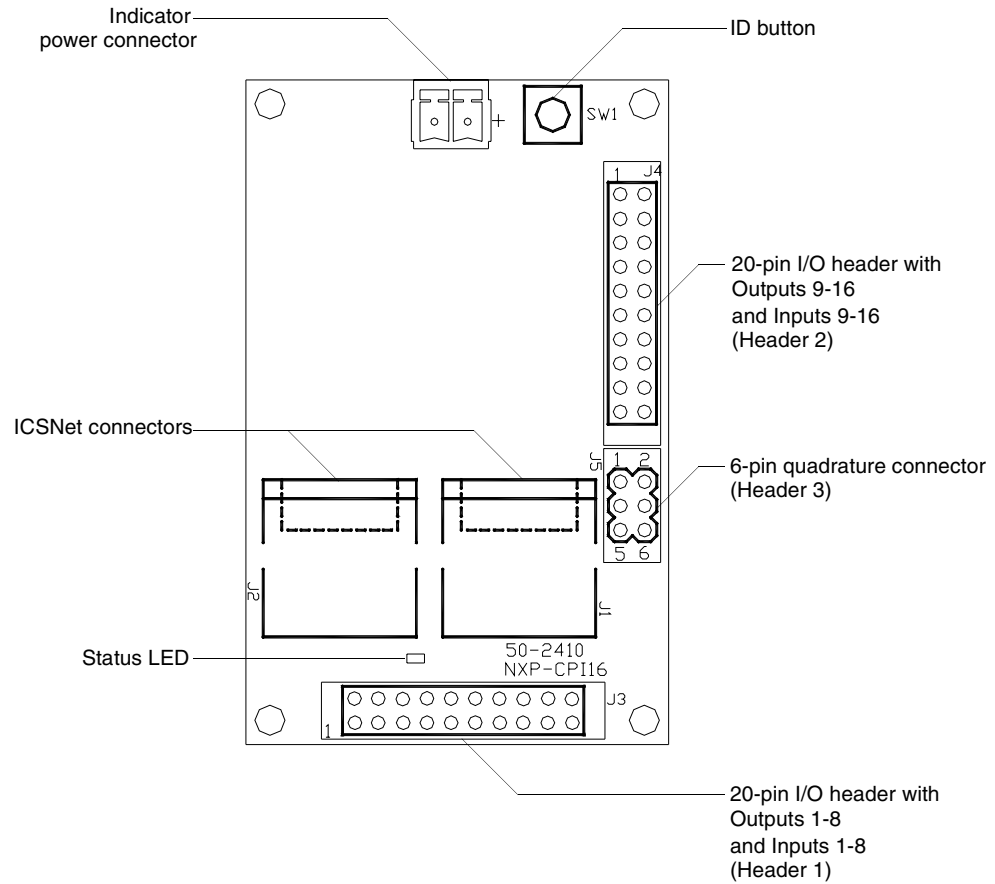 Indicator
power connector
ID button
+
SW1
1 J4
20-pin I/O header with
Outputs 9-16
and Inputs 9-16
(Header 2)
ICSNet connectors
J5
1 2
6-pin quadrature connector
(Header 3)
5 6
J2
J1
Status LED
50-2410
NXP-CPI16
J3
1
20-pin I/O header with
Outputs 1-8
and Inputs 1-8
(Header 1)